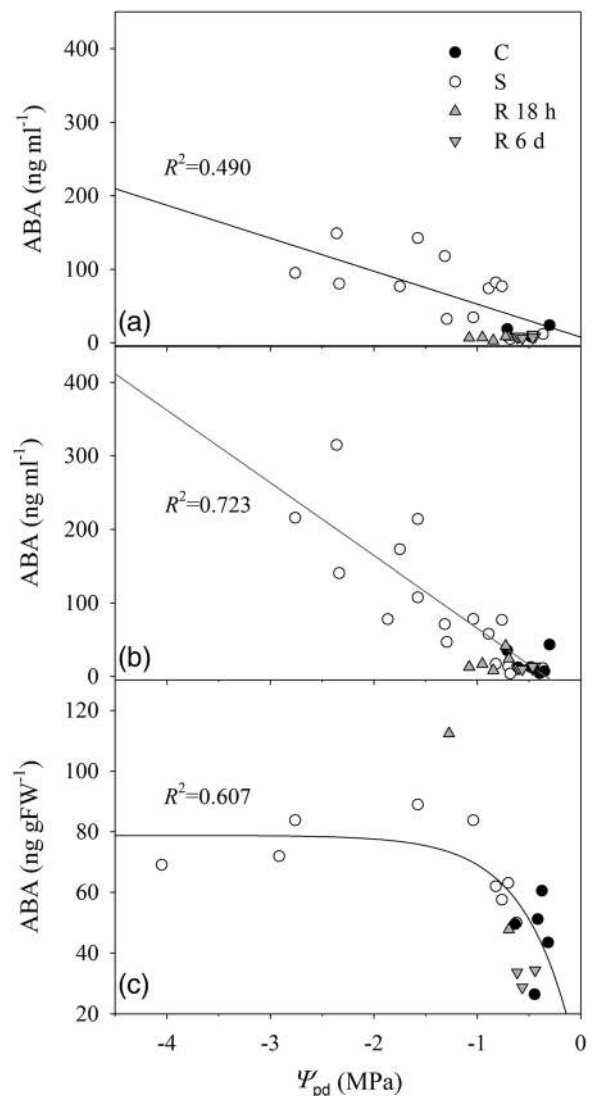 400
300
200
100
0
ABA (ng ml⁻¹)
C
S
R 18 h
R 6 d
R²=0.490
(a)
400
300
200
100
0
ABA (ng ml⁻¹)
R²=0.723
(b)
120
100
80
60
40
20
ABA (ng gFW⁻¹)
R²=0.607
(c)
-4 -3 -2 -1 0
Ψpd (MPa)